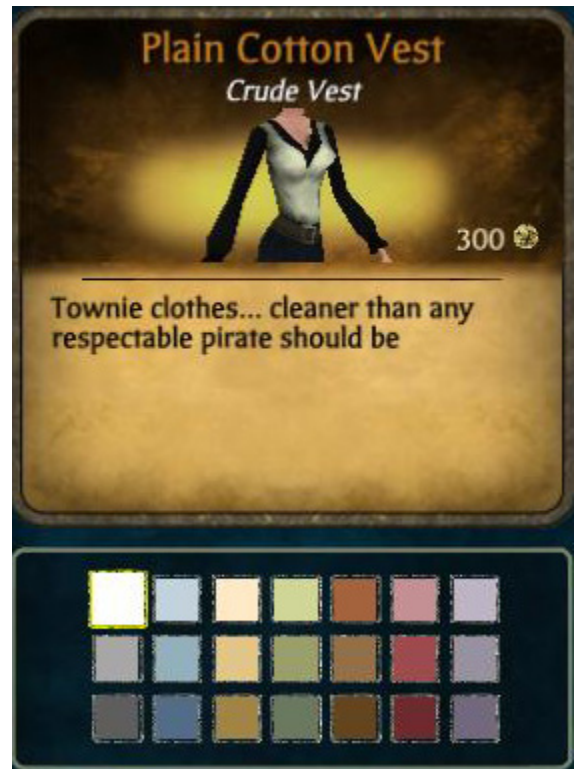 Plain Cotton Vest
Crude Vest
300
Townie clothes... cleaner than any
respectable pirate should be